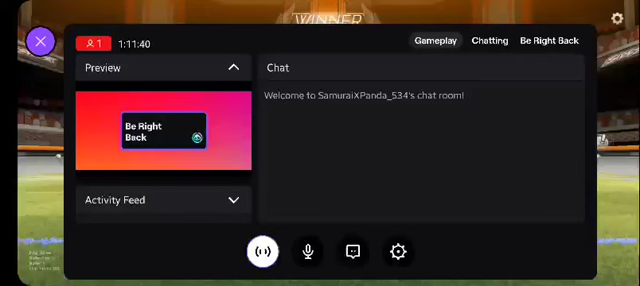 WINNER
1
1:11:40
Gameplay
Chatting
Be Right Back
Preview
Chat
Be Right
Back
Welcome to SamuraiXPanda_534's chat room!
Activity Feed